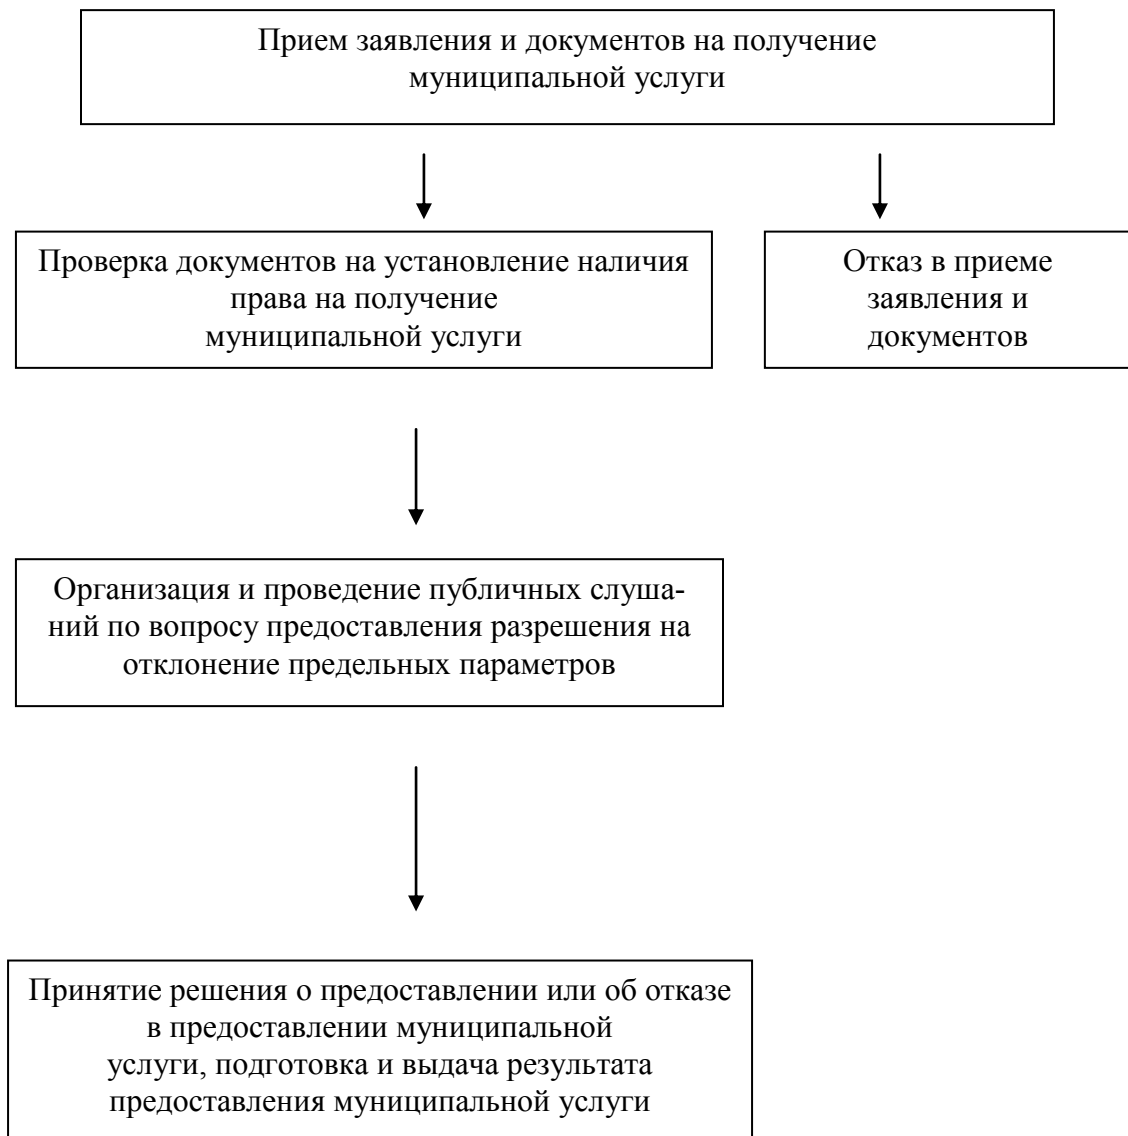 Прием заявления и документов на получение
муниципальной услуги
Проверка документов на установление наличия
права на получение
муниципальной услуги
Отказ в приеме
заявления и
документов
Организация и проведение публичных слуша-
ний по вопросу предоставления разрешения на
отклонение предельных параметров
Принятие решения о предоставлении или об отказе
в предоставлении муниципальной
услуги, подготовка и выдача результата
предоставления муниципальной услуги